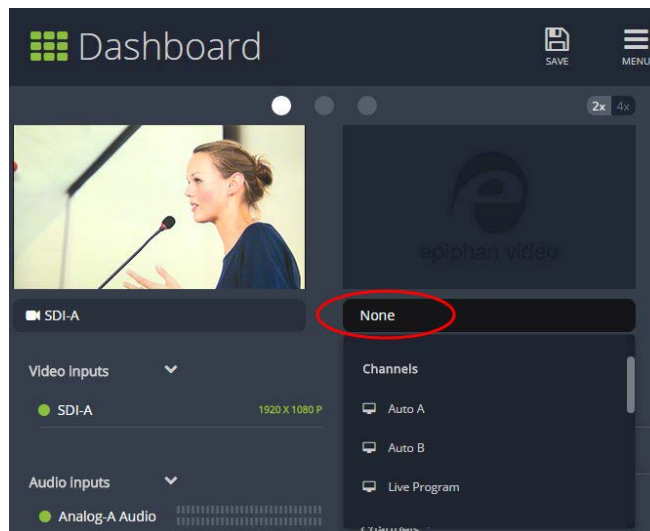 Dashboard
SAVE
MENU
2x 4x
epiphan video
SDI-A
None
Video inputs
SDI-A
1920 X 1080 P
Audio inputs
Analog-A Audio
Channels
Auto A
Auto B
Live Program